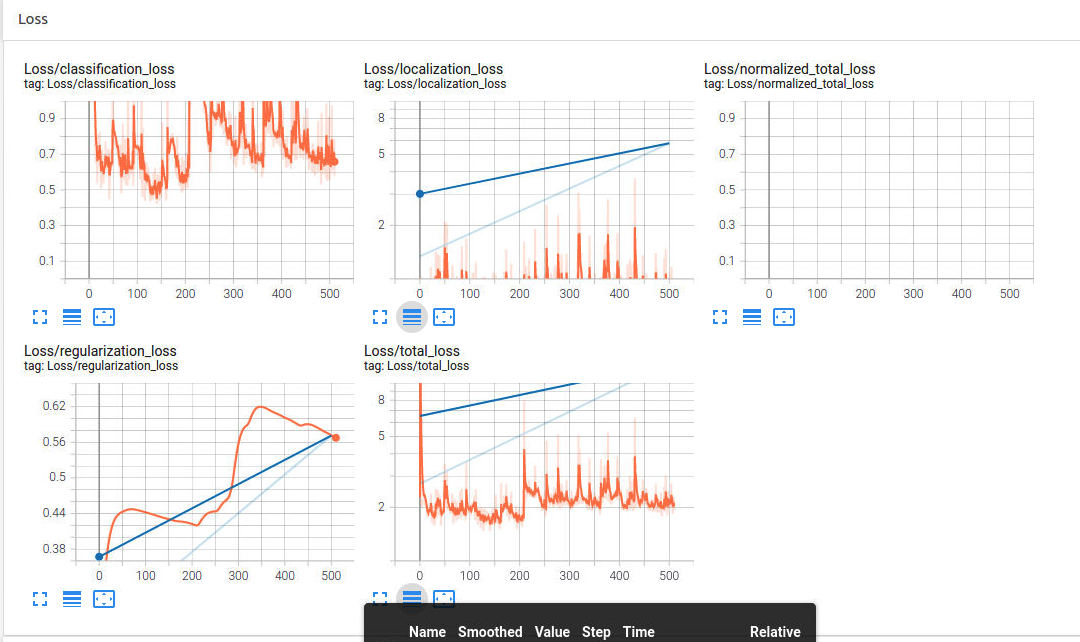 Loss
Loss/classification_loss
tag: Loss/classification_loss
0.9
0.7
0.5
0.3
0.1
0 100 200 300 400 500
Loss/localization_loss
tag: Loss/localization_loss
8
5
2
0 100 200 300 400 500
Loss/normalized_total_loss
tag: Loss/normalized_total_loss
0.9
0.7
0.5
0.3
0.1
0 100 200 300 400 500
Loss/regularization_loss
tag: Loss/regularization_loss
0.62
0.56
0.5
0.44
0.38
0 100 200 300 400 500
Loss/total_loss
tag: Loss/total_loss
8
5
2
0 100 200 300 400 500
Name Smoothed Value Step Time Relative